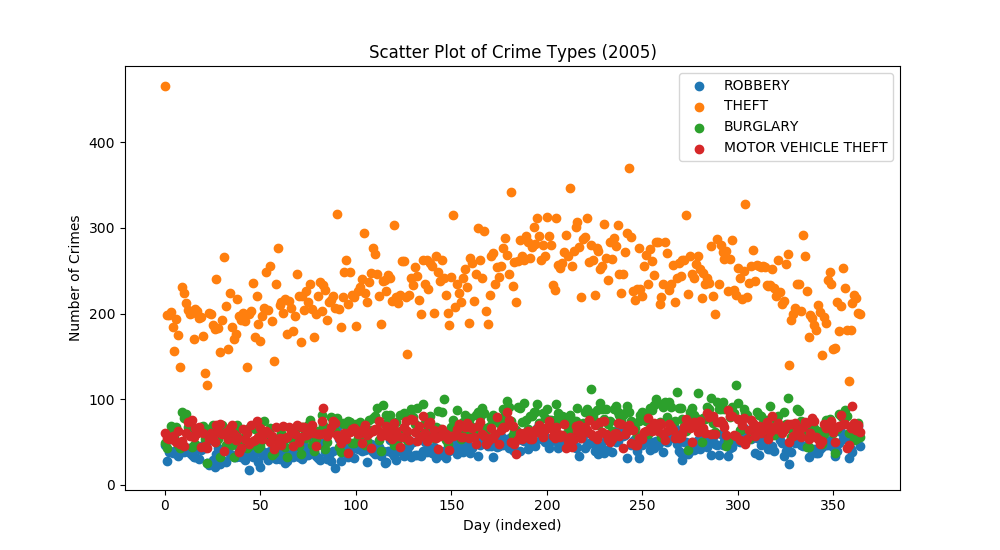 Scatter Plot of Crime Types (2005)
ROBBERY
THEFT
BURGLARY
MOTOR VEHICLE THEFT
Number of Crimes
400
300
200
100
0
0 50 100 150 200 250 300 350
Day (indexed)